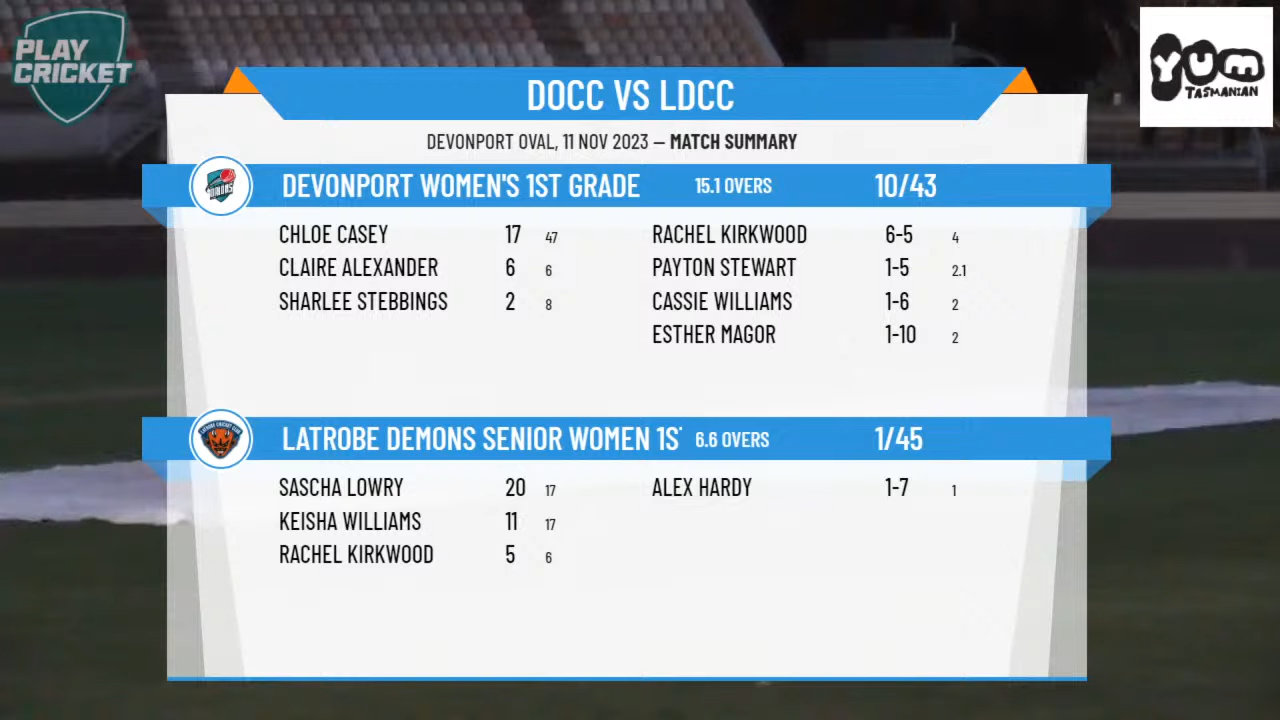 PLAY
CRICKET
YUM
TASMANIAN
DOCC VS LDCC
DEVONPORT OVAL, 11 NOV 2023 – MATCH SUMMARY
DEVONPORT WOMEN'S 1ST GRADE 15.1 OVERS 10/43
CHLOE CASEY 17 47 RACHEL KIRKWOOD 6-5 4
CLAIRE ALEXANDER 6 6 PAYTON STEWART 1-5 2.1
SHARLEE STEBBINGS 2 8 CASSIE WILLIAMS 1-6 2
ESTHER MAGOR 1-10 2
LATROBE DEMONS SENIOR WOMEN 1S 6.6 OVERS 1/45
SASCHA LOWRY 20 17 ALEX HARDY 1-7 1
KEISHA WILLIAMS 11 17
RACHEL KIRKWOOD 5 6